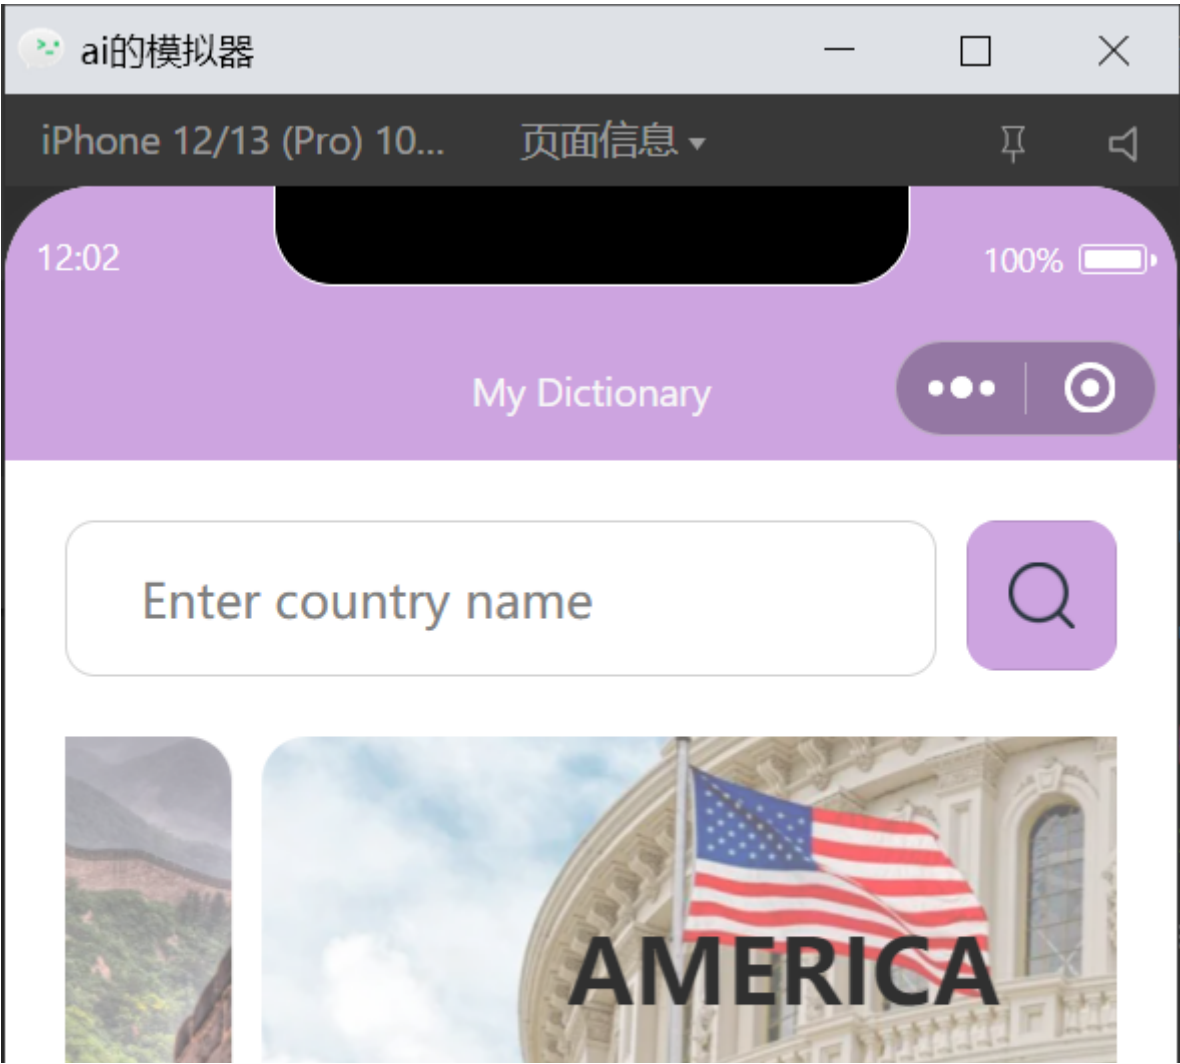 ai的模拟器
iPhone 12/13 (Pro) 10... 页面信息
12:02 100%
My Dictionary
Enter country name
AMERICA